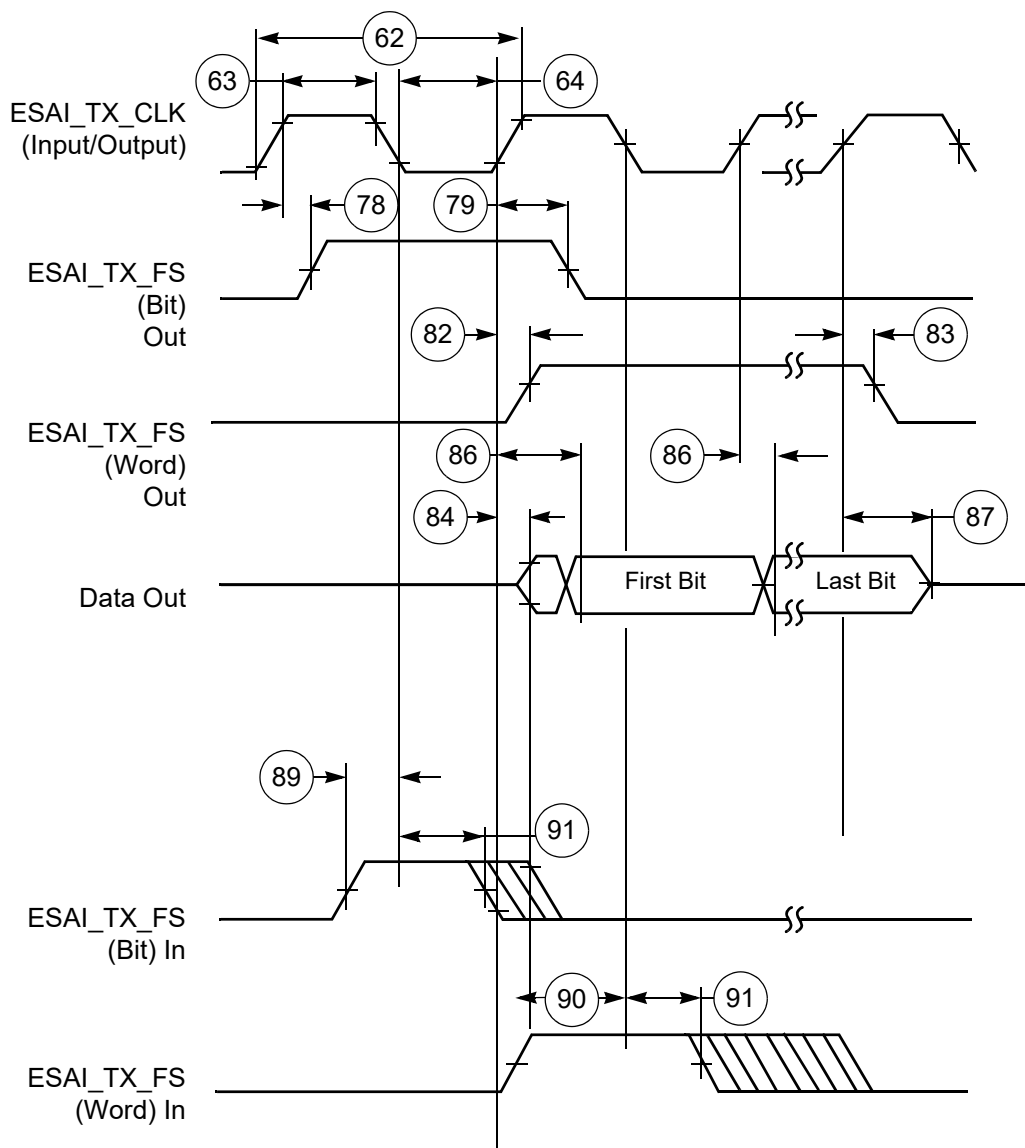 62
63
64
ESAI_TX_CLK
(Input/Output)
78
79
ESAI_TX_FS
(Bit)
Out
82
83
ESAI_TX_FS
(Word)
Out
86
86
84
87
First Bit
Last Bit
Data Out
89
91
ESAI_TX_FS
(Bit) In
90
91
ESAI_TX_FS
(Word) In